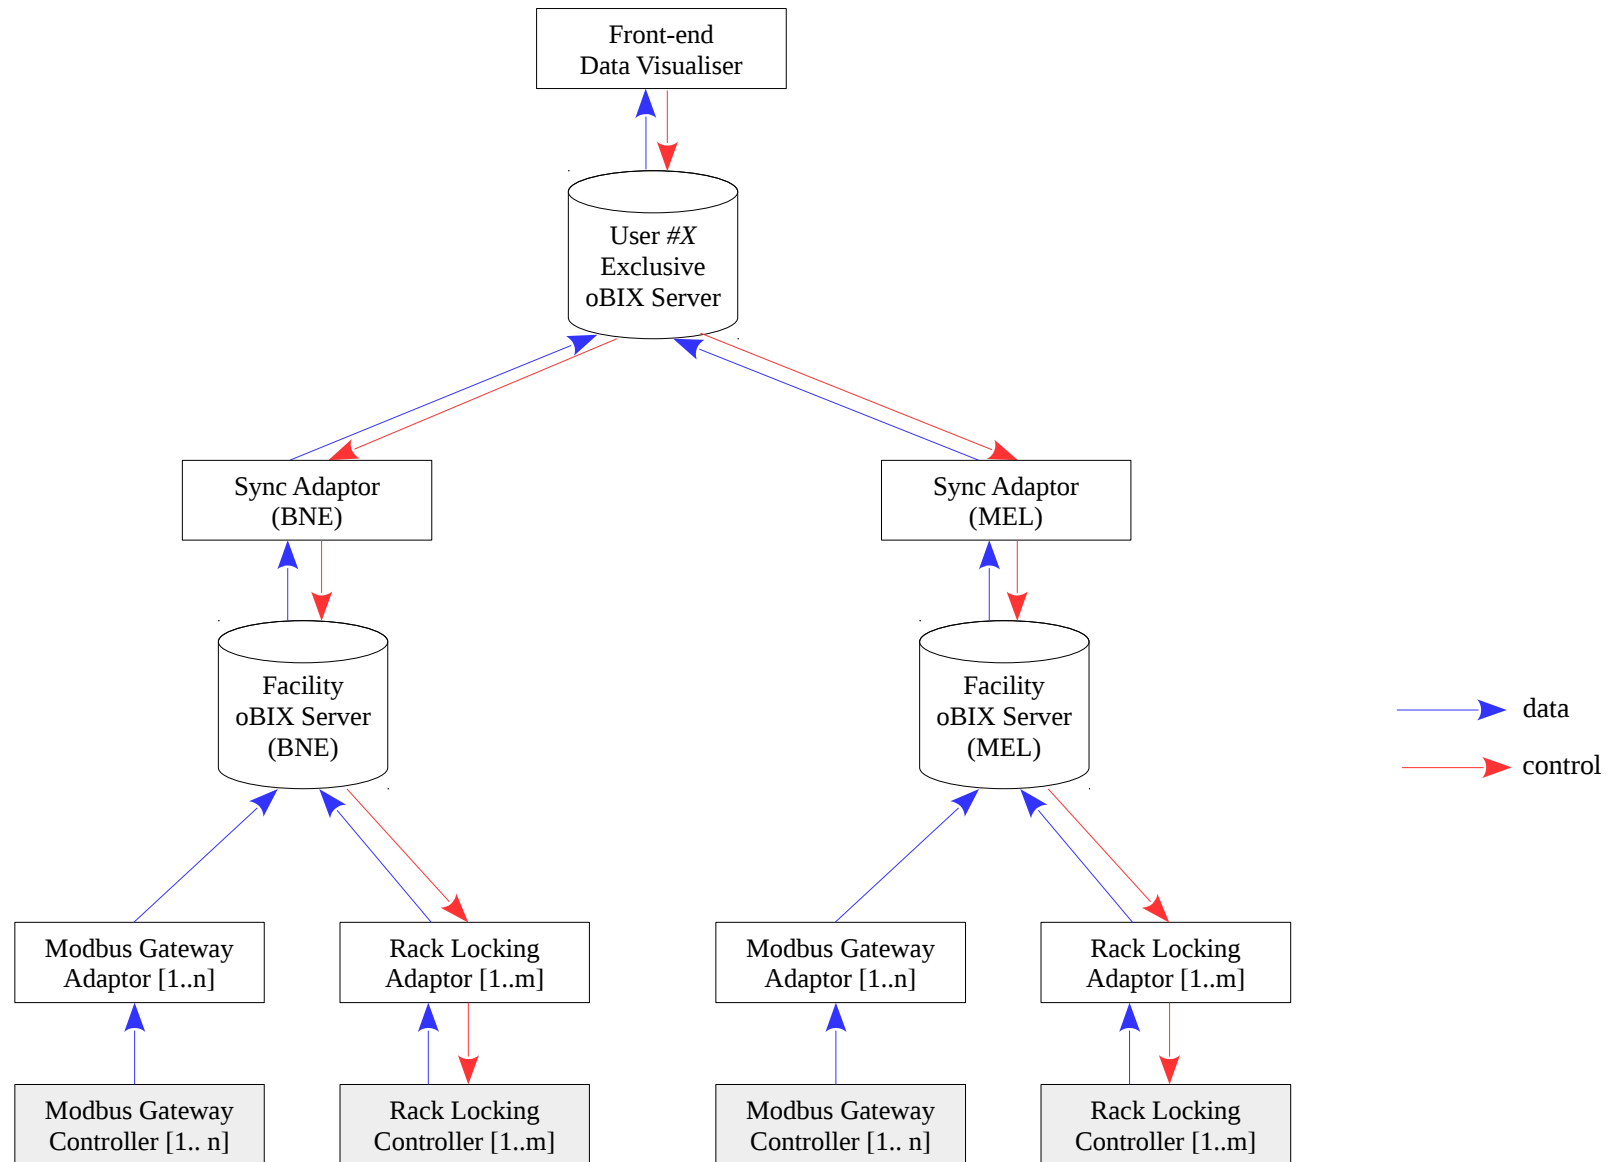 Front-end
Data Visualiser
User #X
Exclusive
oBIX Server
Sync Adaptor
(BNE)
Sync Adaptor
(MEL)
Facility
oBIX Server
(BNE)
Facility
oBIX Server
(MEL)
data
control
Modbus Gateway
Adaptor [1..n]
Rack Locking
Adaptor [1..m]
Modbus Gateway
Adaptor [1..n]
Rack Locking
Adaptor [1..m]
Modbus Gateway
Controller [1.. n]
Rack Locking
Controller [1..m]
Modbus Gateway
Controller [1.. n]
Rack Locking
Controller [1..m]